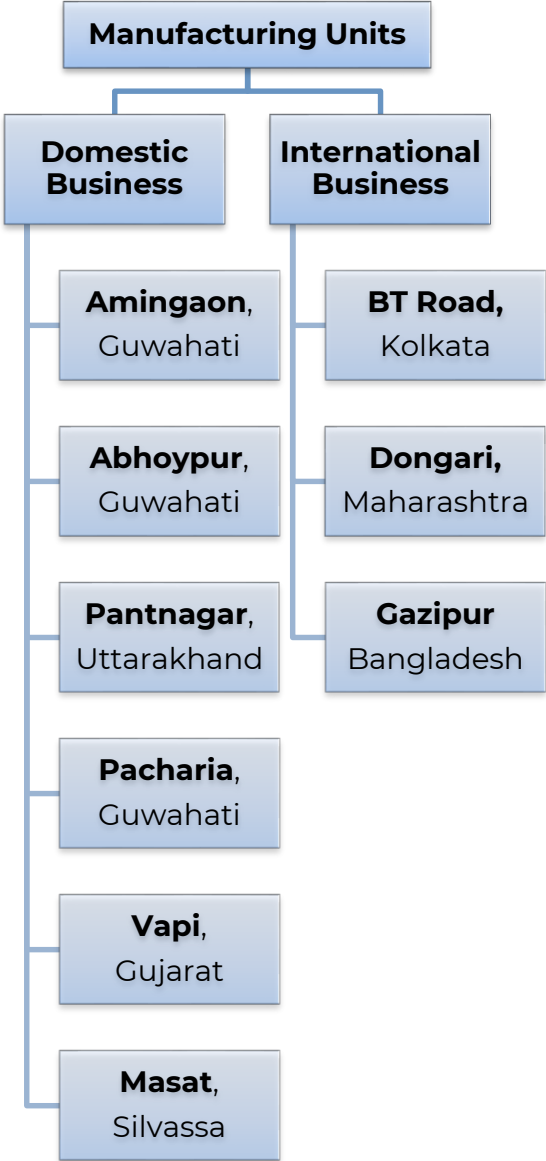 Manufacturing Units
Domestic
Business
Amingaon,
Guwahati
Abhoypur,
Guwahati
Pantnagar,
Uttarakhand
Pacharia,
Guwahati
Vapi,
Gujarat
Masat,
Silvassa
International
Business
BT Road,
Kolkata
Dongari,
Maharashtra
Gazipur
Bangladesh